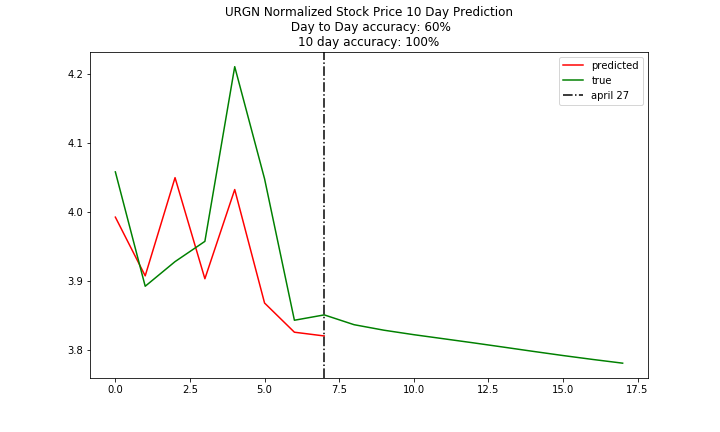 URGN Normalized Stock Price 10 Day Prediction
Day to Day accuracy: 60%
10 day accuracy: 100%
predicted
true
april 27
4.2
4.1
4.0
3.9
3.8
0.0 2.5 5.0 7.5 10.0 12.5 15.0 17.5